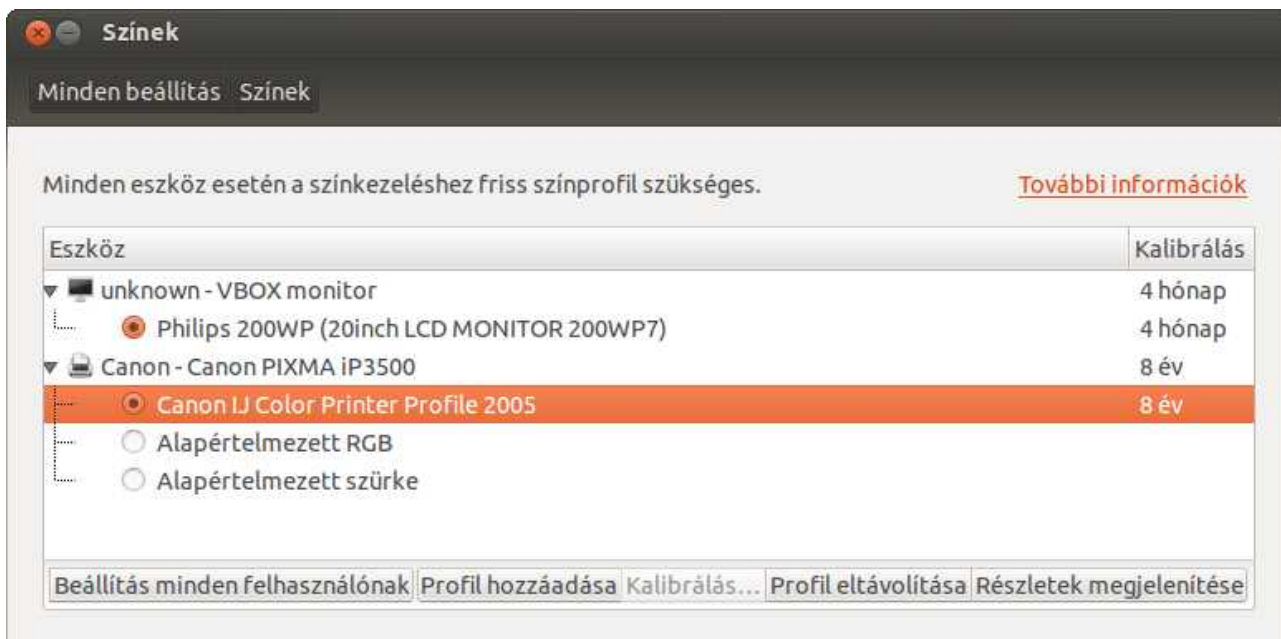 Színek
Minden beállítás Színek
Minden eszköz esetén a színkezeléshez friss színprofil szükséges. További információk
Eszköz Kalibrálás
unknown - VBOX monitor 4 hónap
Philips 200WP (20inch LCD MONITOR 200WP7) 4 hónap
Canon - Canon PIXMA iP3500 8 év
Canon IJ Color Printer Profile 2005 8 év
Alapértelmezett RGB
Alapértelmezett szürke
Beállítás minden felhasználónak Profil hozzáadása Kalibrálás... Profil eltávolítása Részletek megjelenítése